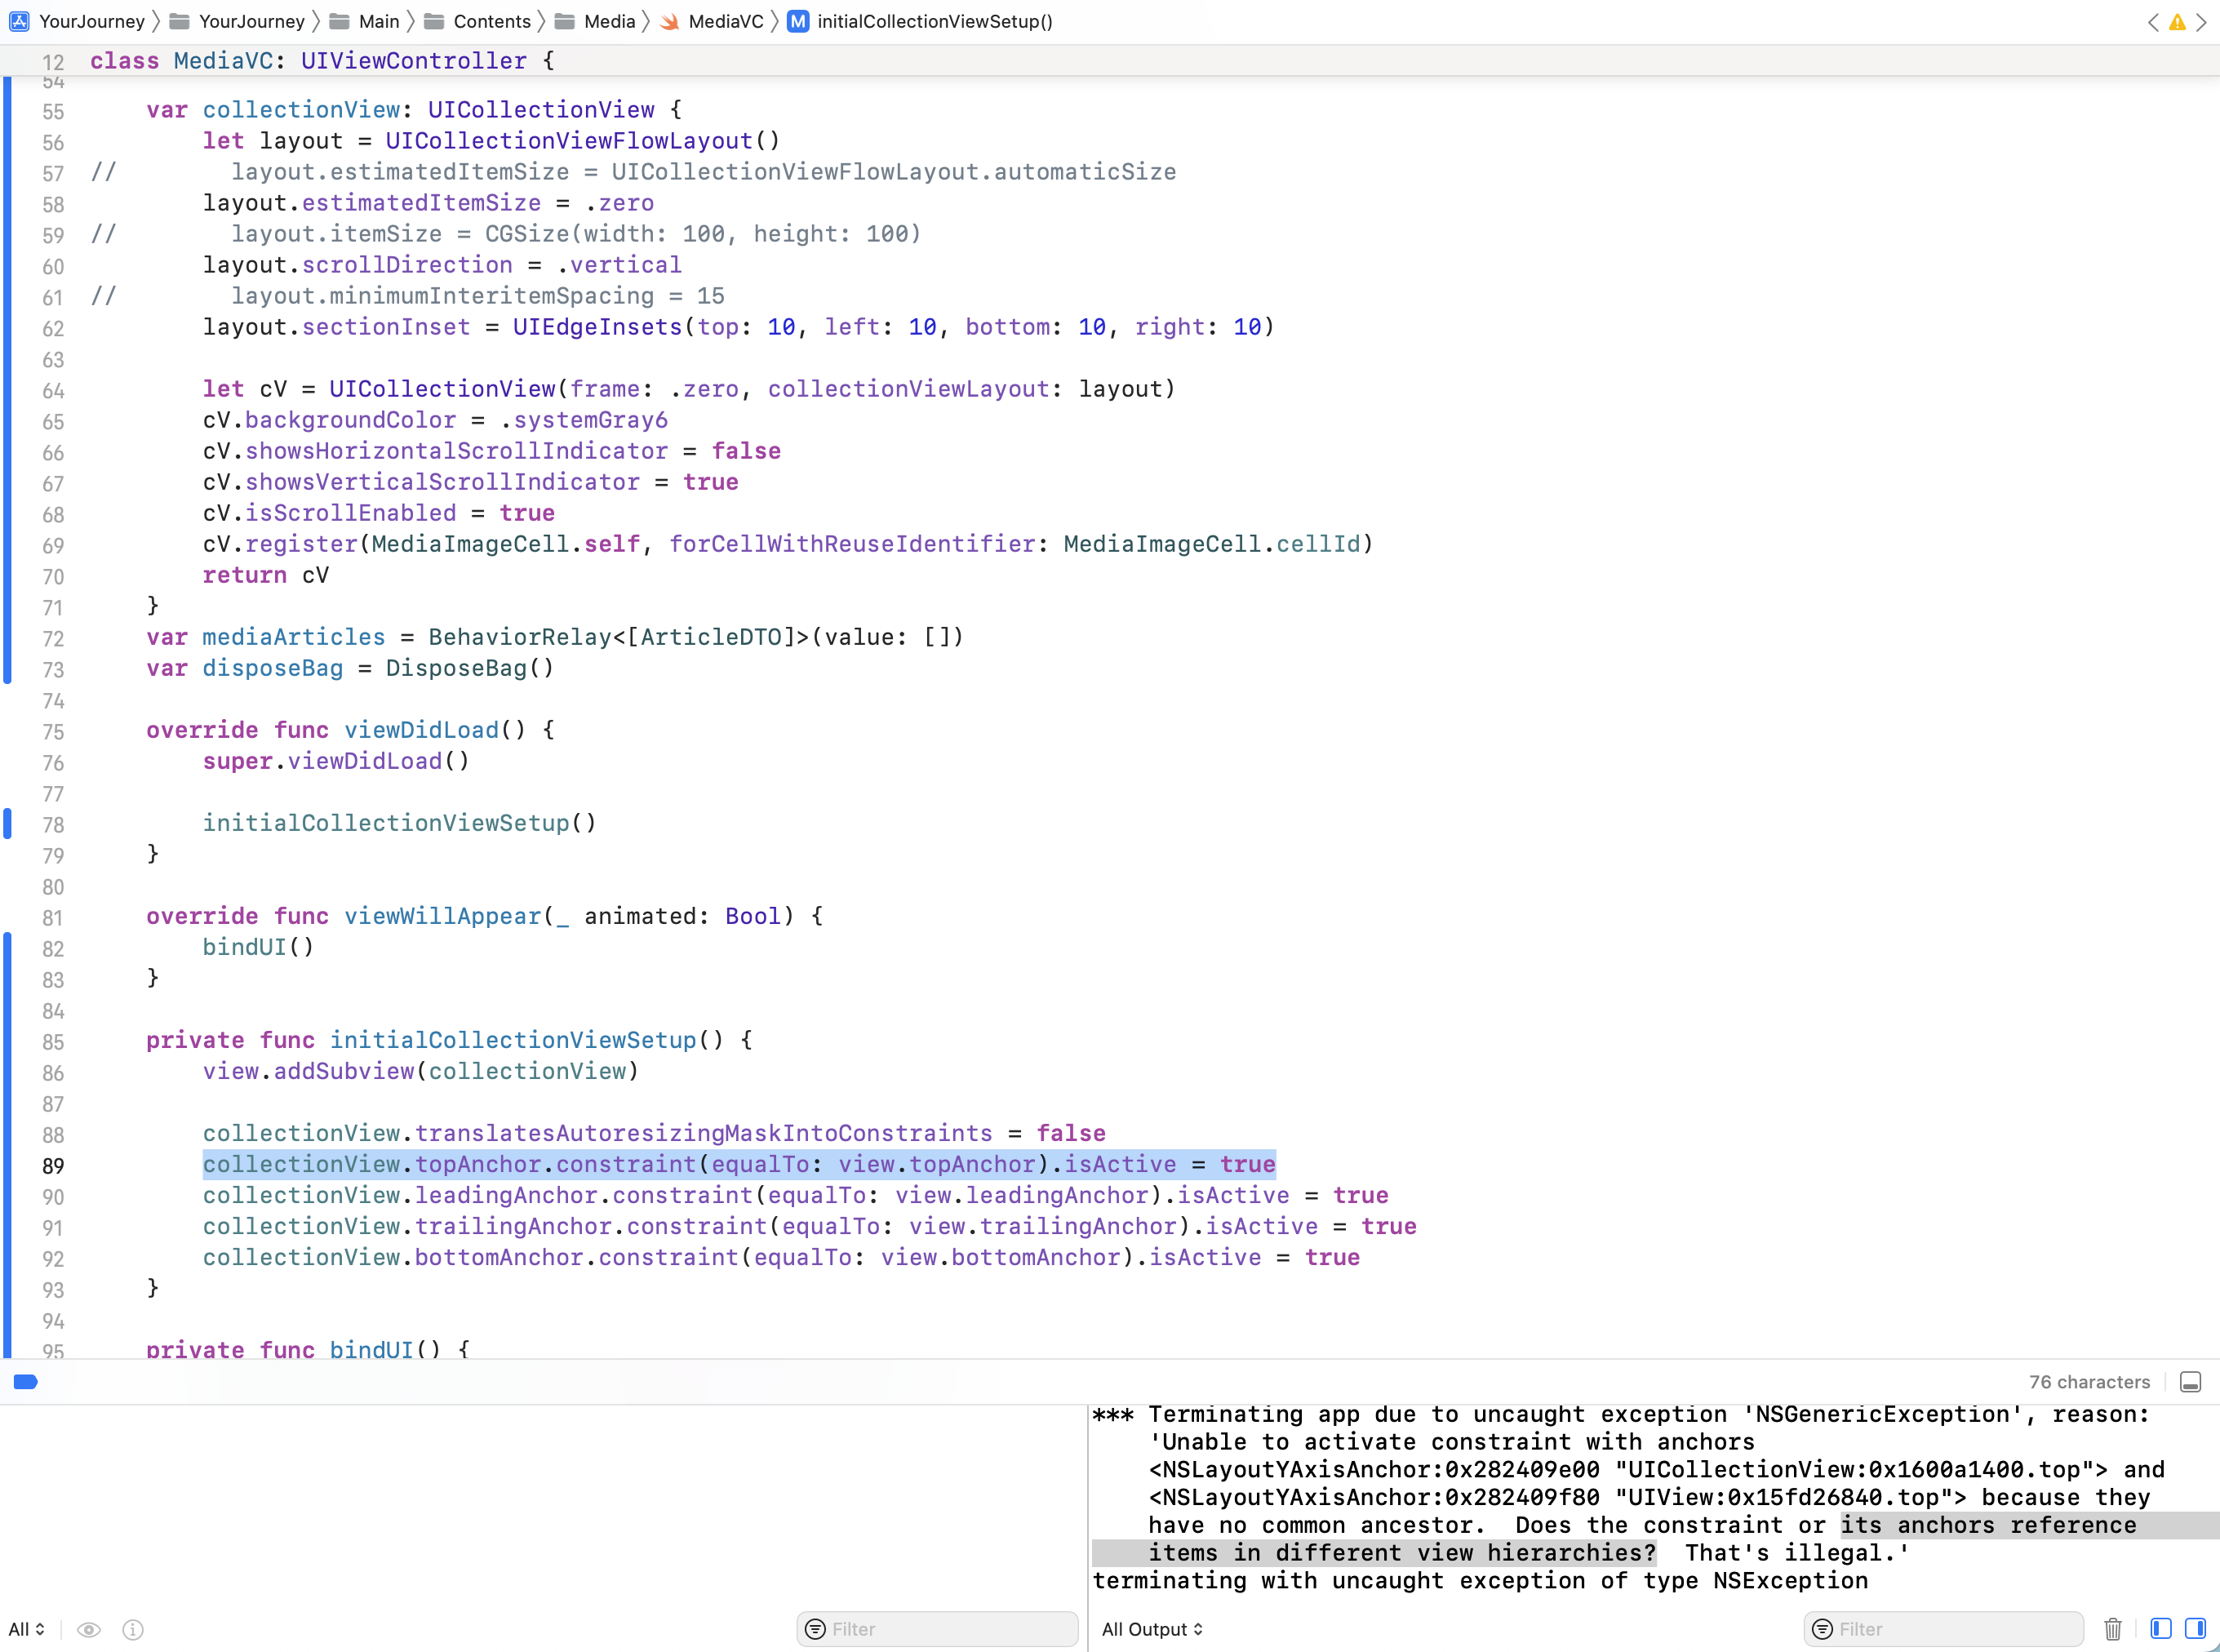 YourJourney YourJourney Main Contents Media MediaVC M initialCollectionViewSetup()
12 class MediaVC: UIViewController {
54
55 var collectionView: UICollectionView {
56 let layout = UICollectionViewFlowLayout()
57 // layout.estimatedItemSize = UICollectionViewFlowLayout.automaticSize
58 layout.estimatedItemSize = .zero
59 // layout.itemSize = CGSize(width: 100, height: 100)
60 layout.scrollDirection = .vertical
61 // layout.minimumInteritemSpacing = 15
62 layout.sectionInset = UIEdgeInsets(top: 10, left: 10, bottom: 10, right: 10)
63
64 let cV = UICollectionView(frame: .zero, collectionViewLayout: layout)
65 cV.backgroundColor = .systemGray6
66 cV.showsHorizontalScrollIndicator = false
67 cV.showsVerticalScrollIndicator = true
68 cV.isScrollEnabled = true
69 cV.register(MediaImageCell.self, forCellWithReuseIdentifier: MediaImageCell.cellId)
70 return cV
71 }
72 var mediaArticles = BehaviorRelay<[ArticleDTO]>(value: [])
73 var disposeBag = DisposeBag()
74
75 override func viewDidLoad() {
76 super.viewDidLoad()
77
78 initialCollectionViewSetup()
79 }
80
81 override func viewWillAppear(_ animated: Bool) {
82 bindUI()
83 }
84
85 private func initialCollectionViewSetup() {
86 view.addSubview(collectionView)
87
88 collectionView.translatesAutoresizingMaskIntoConstraints = false
89 collectionView.topAnchor.constraint(equalTo: view.topAnchor).isActive = true
90 collectionView.leadingAnchor.constraint(equalTo: view.leadingAnchor).isActive = true
91 collectionView.trailingAnchor.constraint(equalTo: view.trailingAnchor).isActive = true
92 collectionView.bottomAnchor.constraint(equalTo: view.bottomAnchor).isActive = true
93 }
94
95 private func bindUI() {
76 characters
*** Terminating app due to uncaught exception 'NSGenericException', reason:
'Unable to activate constraint with anchors
<NSLayoutYAxisAnchor:0x282409e00 "UICollectionView:0x1600a1400.top"> and
<NSLayoutYAxisAnchor:0x282409f80 "UIView:0x15fd26840.top"> because they
have no common ancestor.  Does the constraint or its anchors reference
items in different view hierarchies?  That's illegal.'
terminating with uncaught exception of type NSException
All Filter All Output Filter